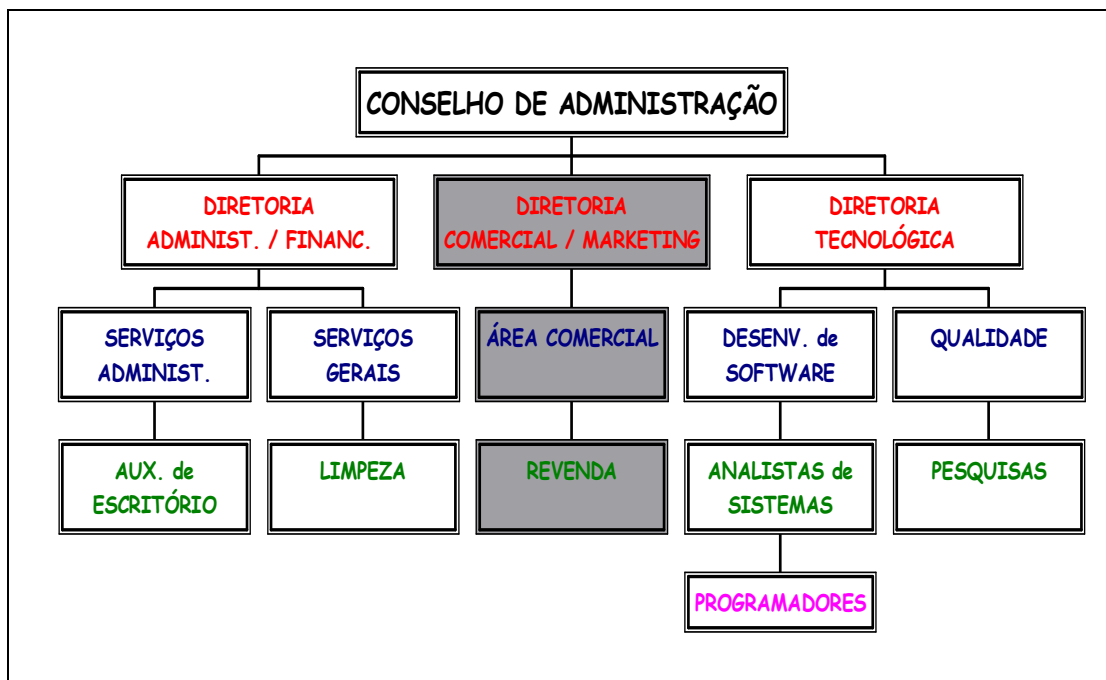 CONSELHO DE ADMINISTRAÇÃO
DIRETORIA
ADMINIST. / FINANC.
DIRETORIA
COMERCIAL / MARKETING
DIRETORIA
TECNOLÓGICA
SERVIÇOS
ADMINIST.
SERVIÇOS
GERAIS
ÁREA COMERCIAL
DESENV. de
SOFTWARE
QUALIDADE
AUX. de
ESCRITÓRIO
LIMPEZA
REVENDA
ANALISTAS de
SISTEMAS
PESQUISAS
PROGRAMADORES